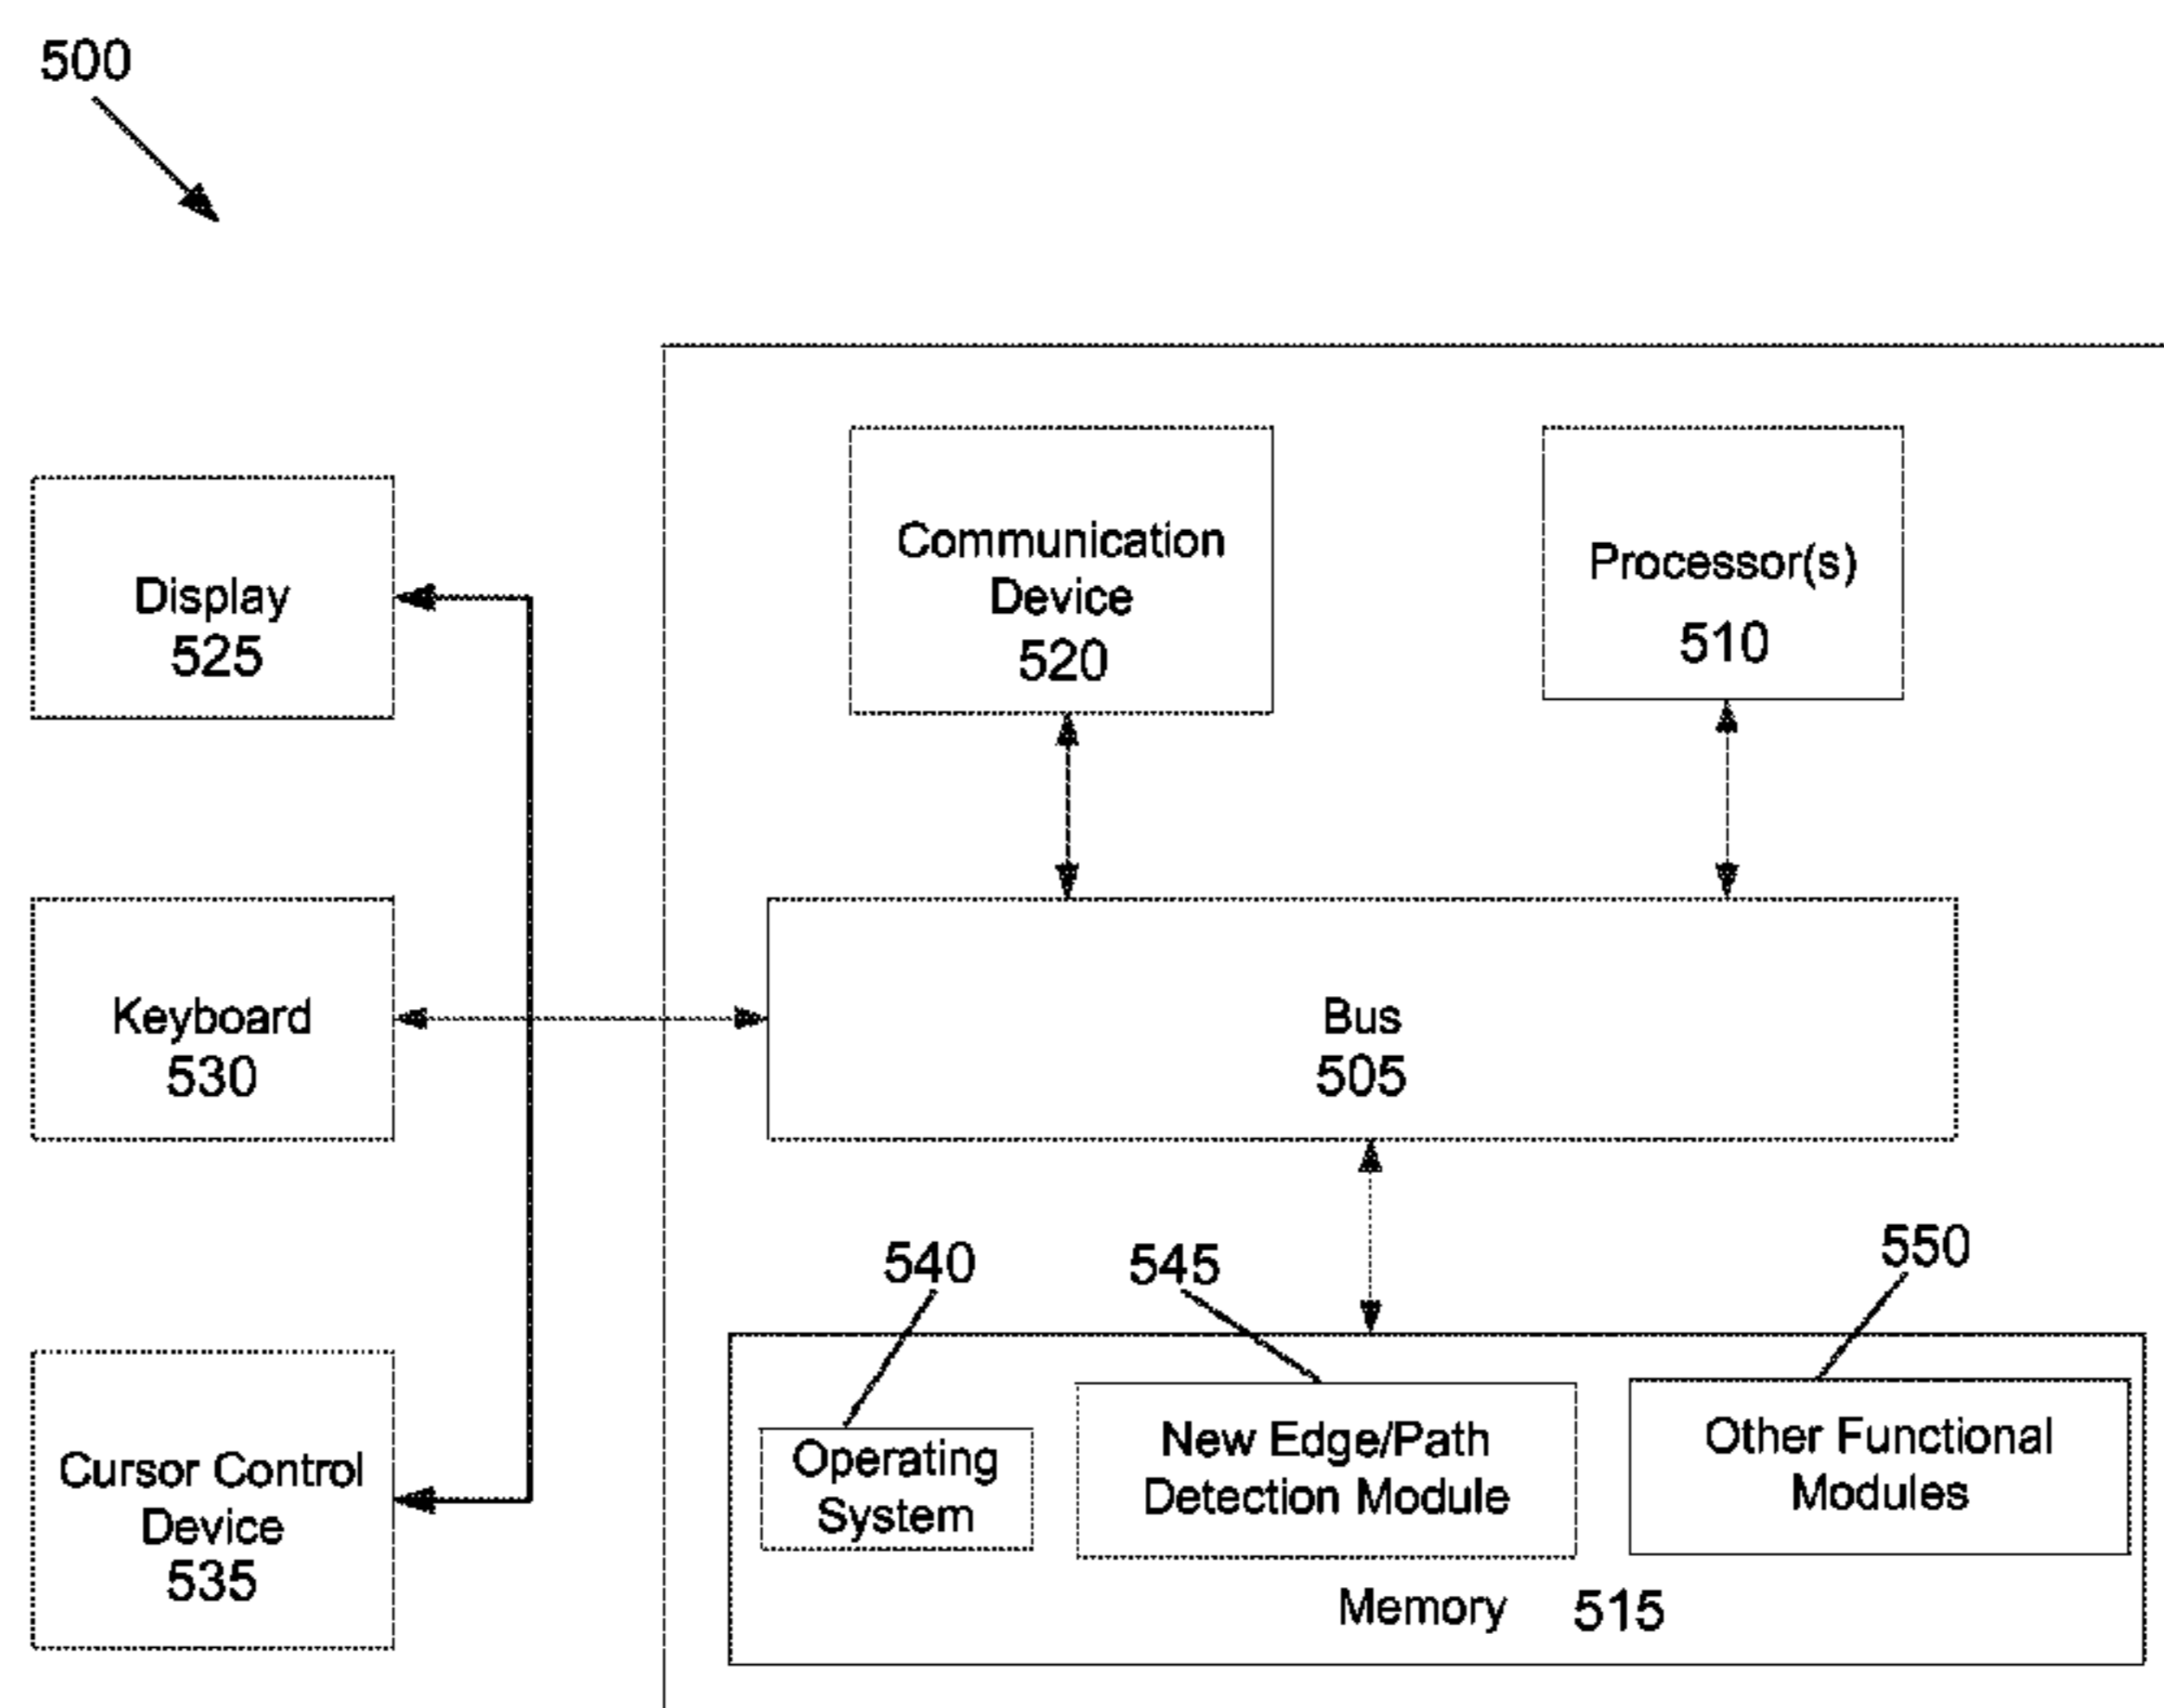 500
Communication
Device
520
Processor(s)
510
Display
525
Keyboard
530
Bus
505
Cursor Control
Device
535
540
545
550
Operating
System
New Edge/Path
Detection Module
Other Functional
Modules
Memory 515